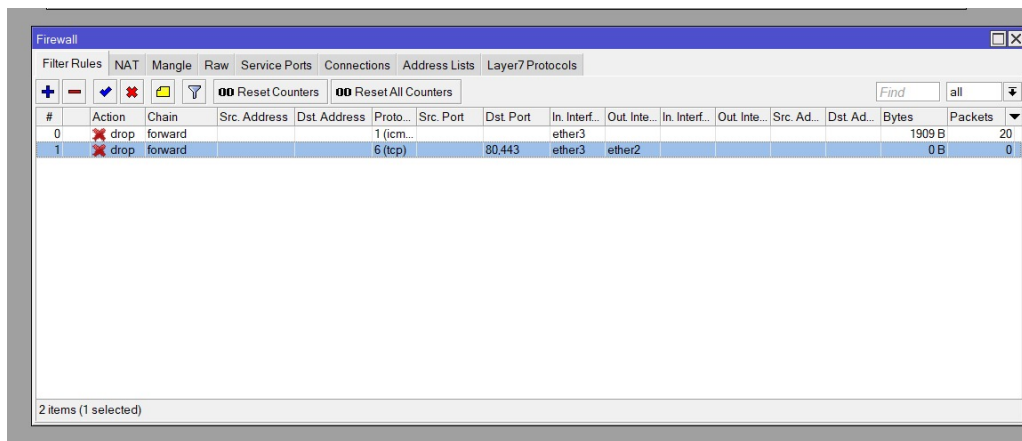 Firewall
Filter Rules NAT Mangle Raw Service Ports Connections Address Lists Layer7 Protocols
00 Reset Counters 00 Reset All Counters Find all
# Action Chain Src. Address Dst. Address Proto... Src. Port Dst. Port In. Interf... Out. Inte... In. Interf... Out. Inte... Src. Ad... Dst. Ad... Bytes Packets
0 drop forward 1 (icm... ether3 1909 B 20
1 drop forward 6 (tcp) 80,443 ether3 ether2 0 B 0
2 items (1 selected)